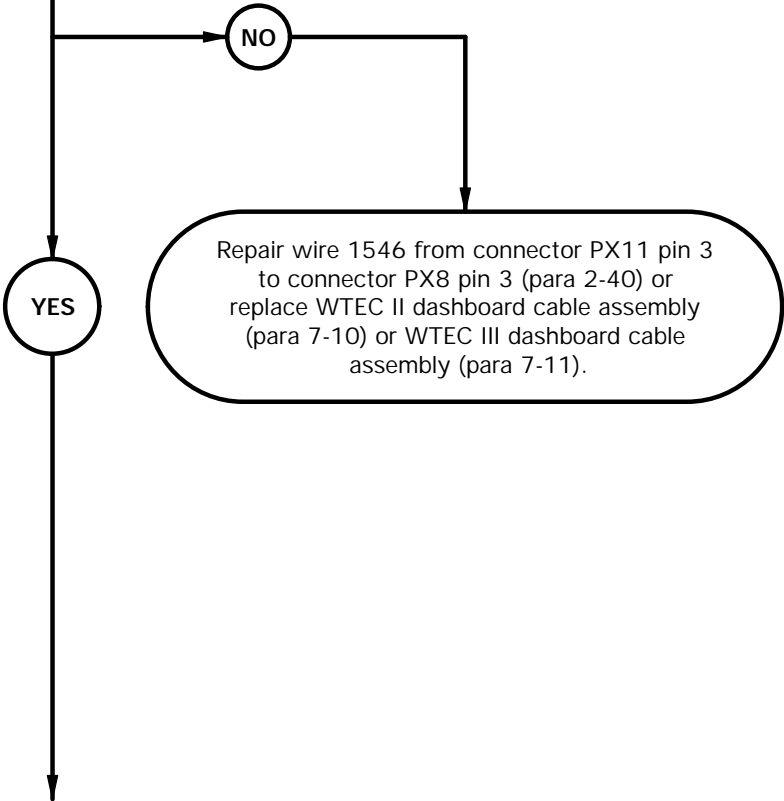 NO
Repair wire 1546 from connector PX11 pin 3
to connector PX8 pin 3 (para 2-40) or
replace WTEC II dashboard cable assembly
(para 7-10) or WTEC III dashboard cable
assembly (para 7-11).
YES